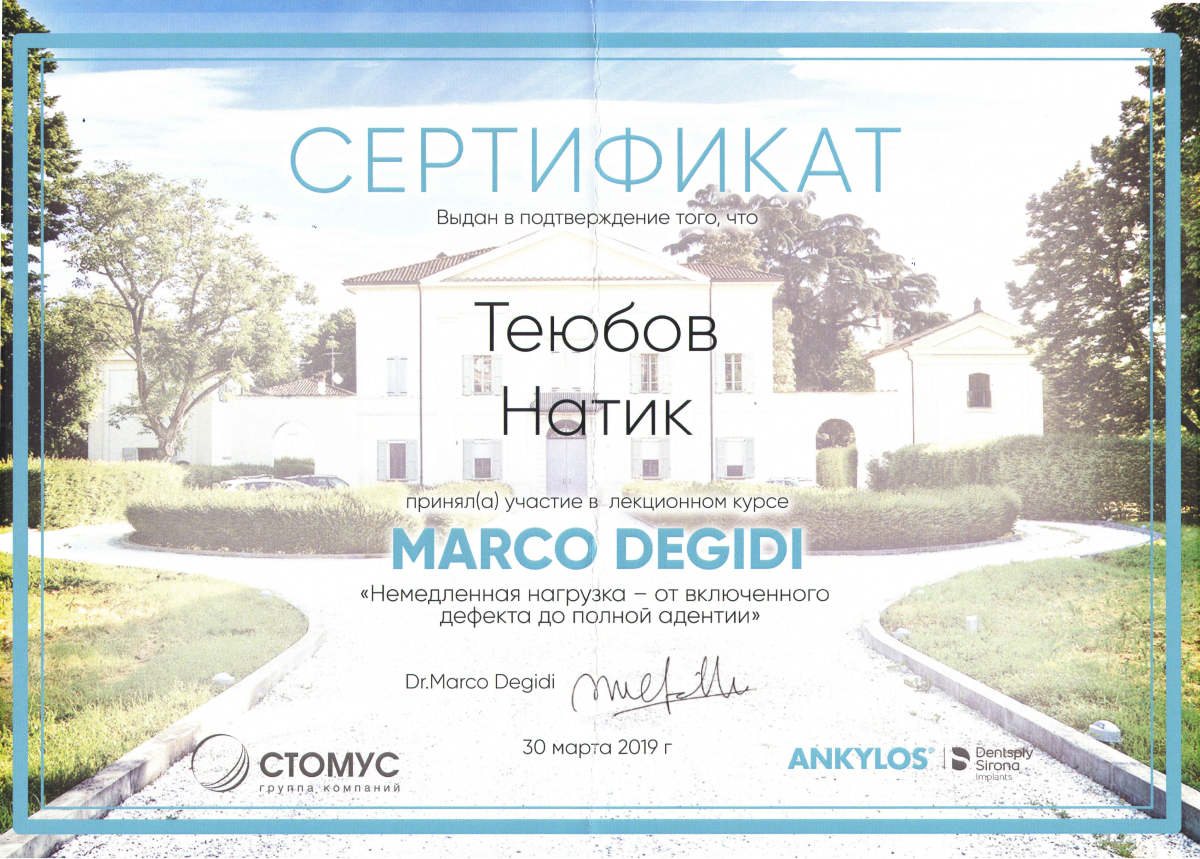 СЕРТИФИКАТ
Выдан в подтверждение того, что
Теюбов
Натик
принял(а) участие в лекционном курсе
MARCO DEGIDI
«Немедленная нагрузка – от включенного
дефекта до полной адентии»
Dr.Marco Degidi
30 марта 2019 г
СТОМУС
группа компаний
ANKYLOS®
Dentsply
Sirona
Implants